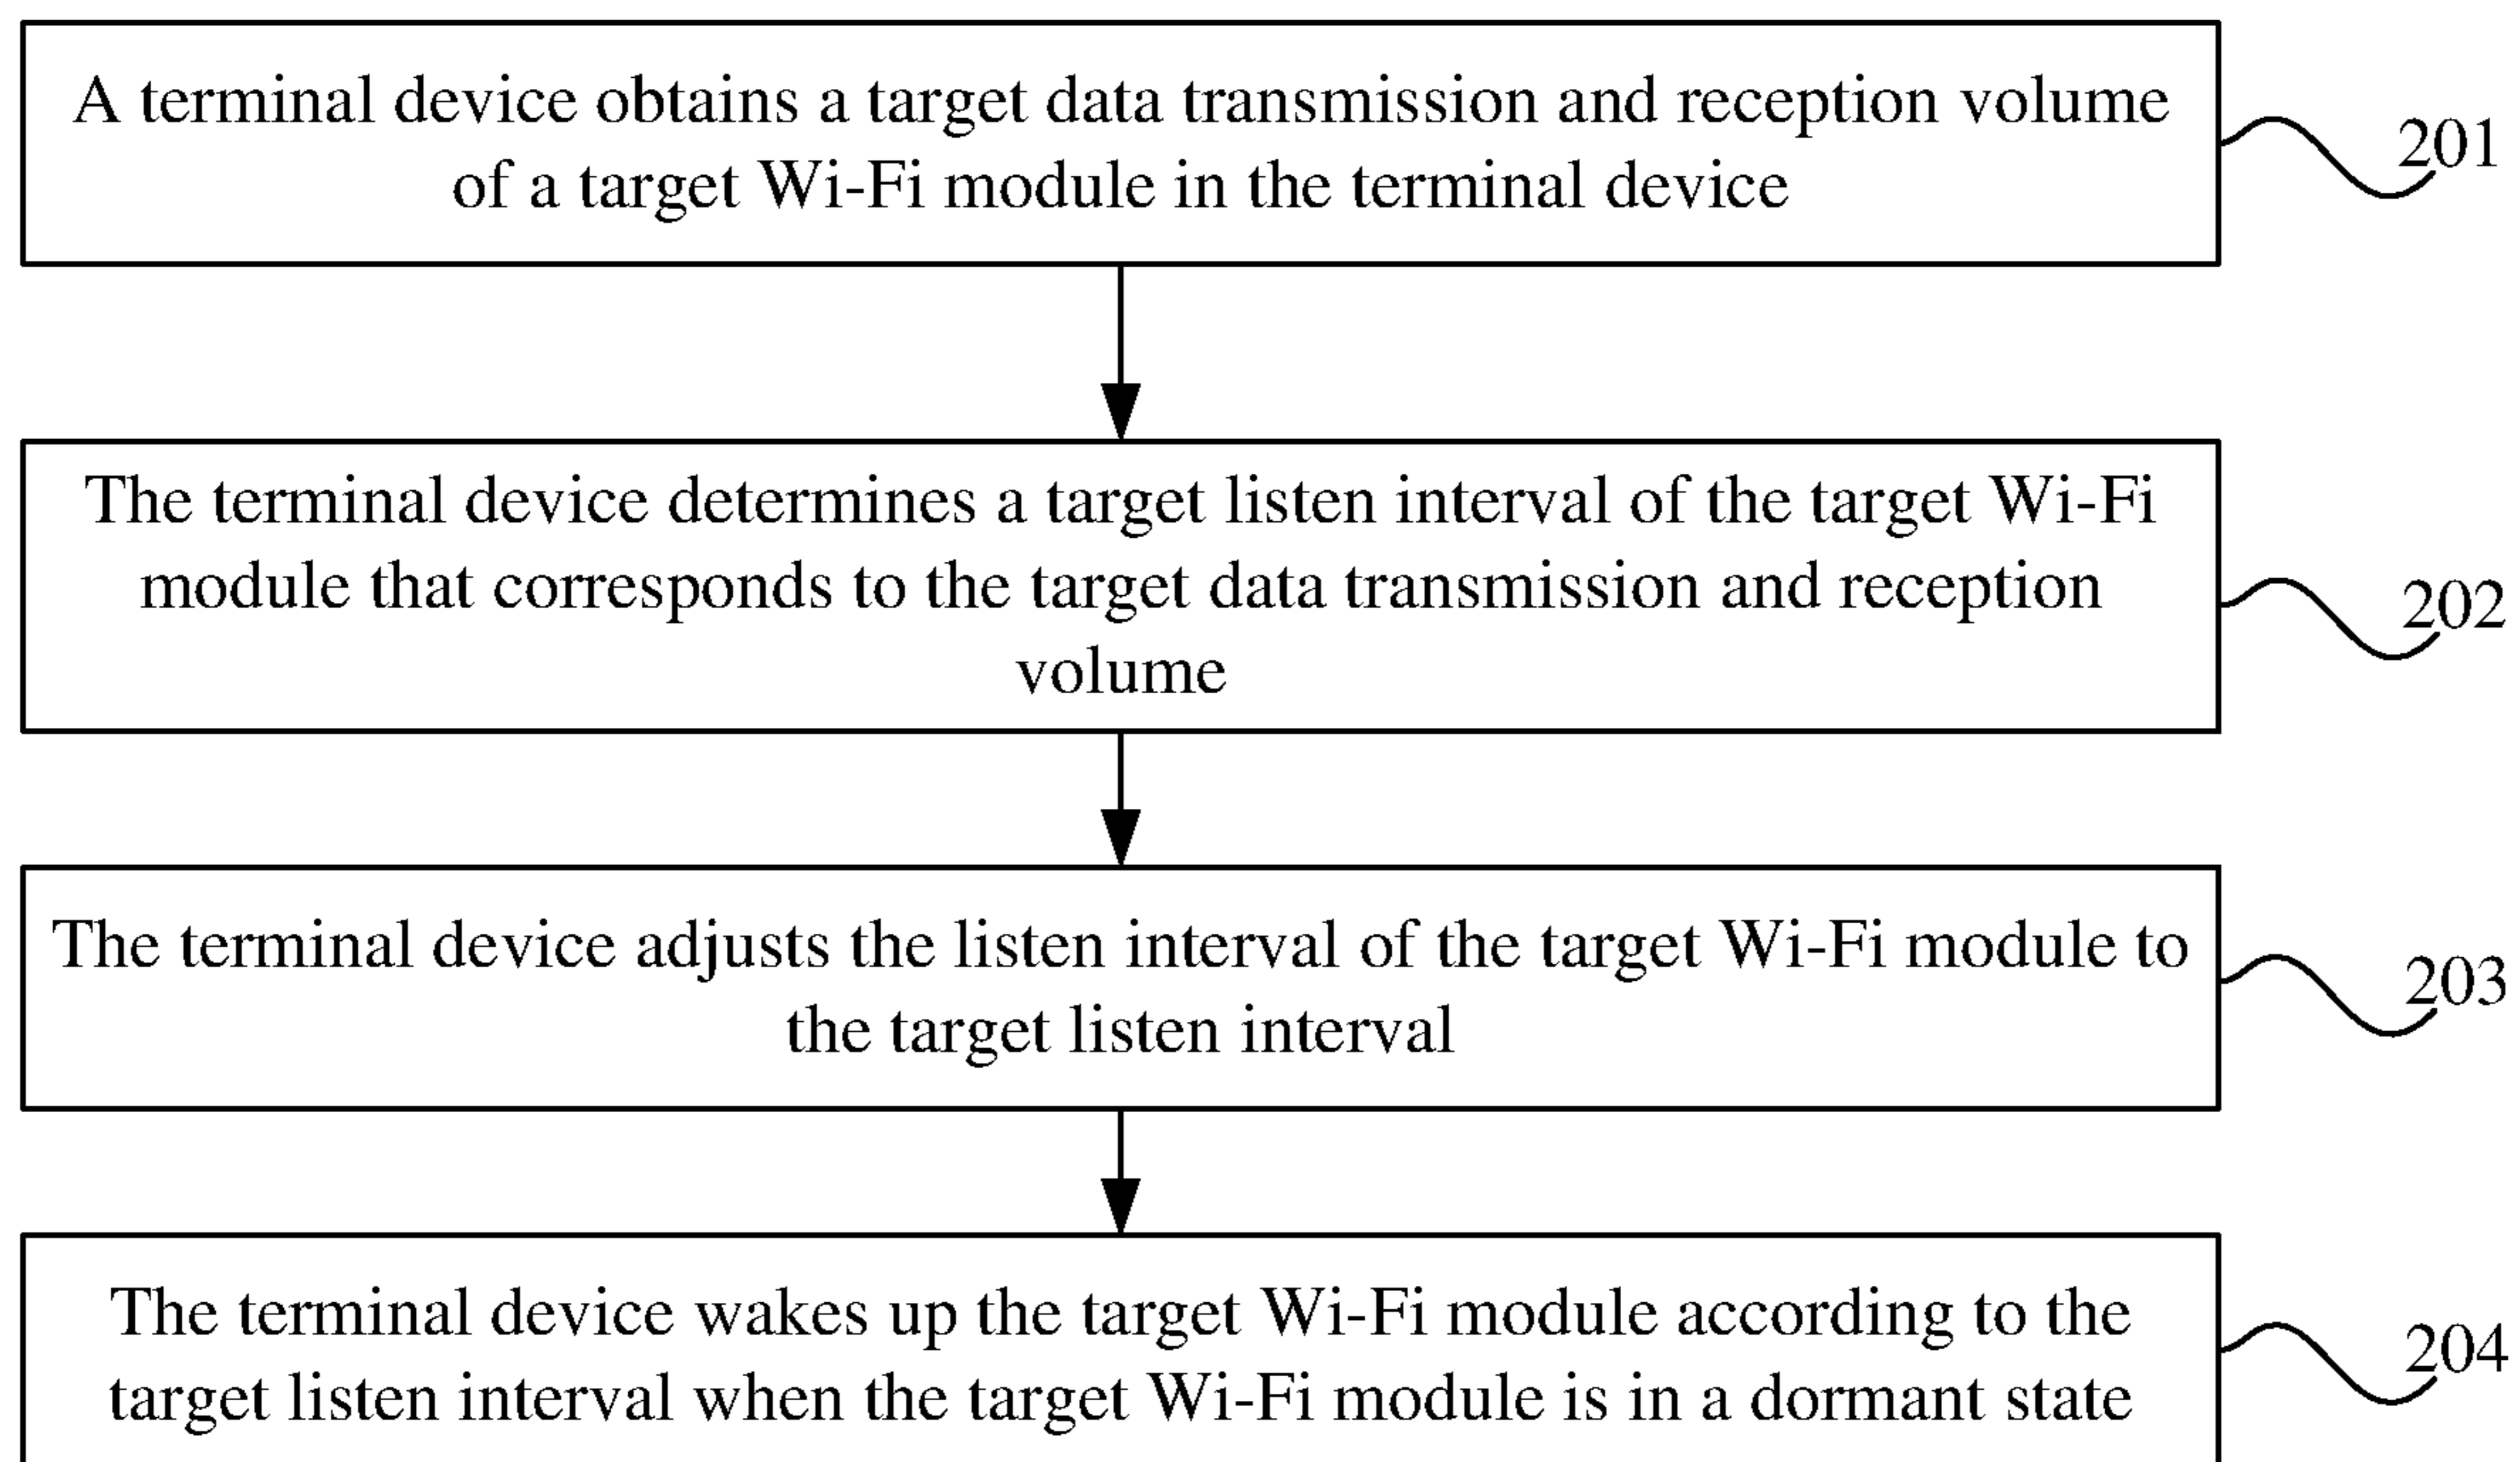 A terminal device obtains a target data transmission and reception volume
of a target Wi-Fi module in the terminal device
201
The terminal device determines a target listen interval of the target Wi-Fi
module that corresponds to the target data transmission and reception
volume
202
The terminal device adjusts the listen interval of the target Wi-Fi module to
the target listen interval
203
The terminal device wakes up the target Wi-Fi module according to the
target listen interval when the target Wi-Fi module is in a dormant state
204